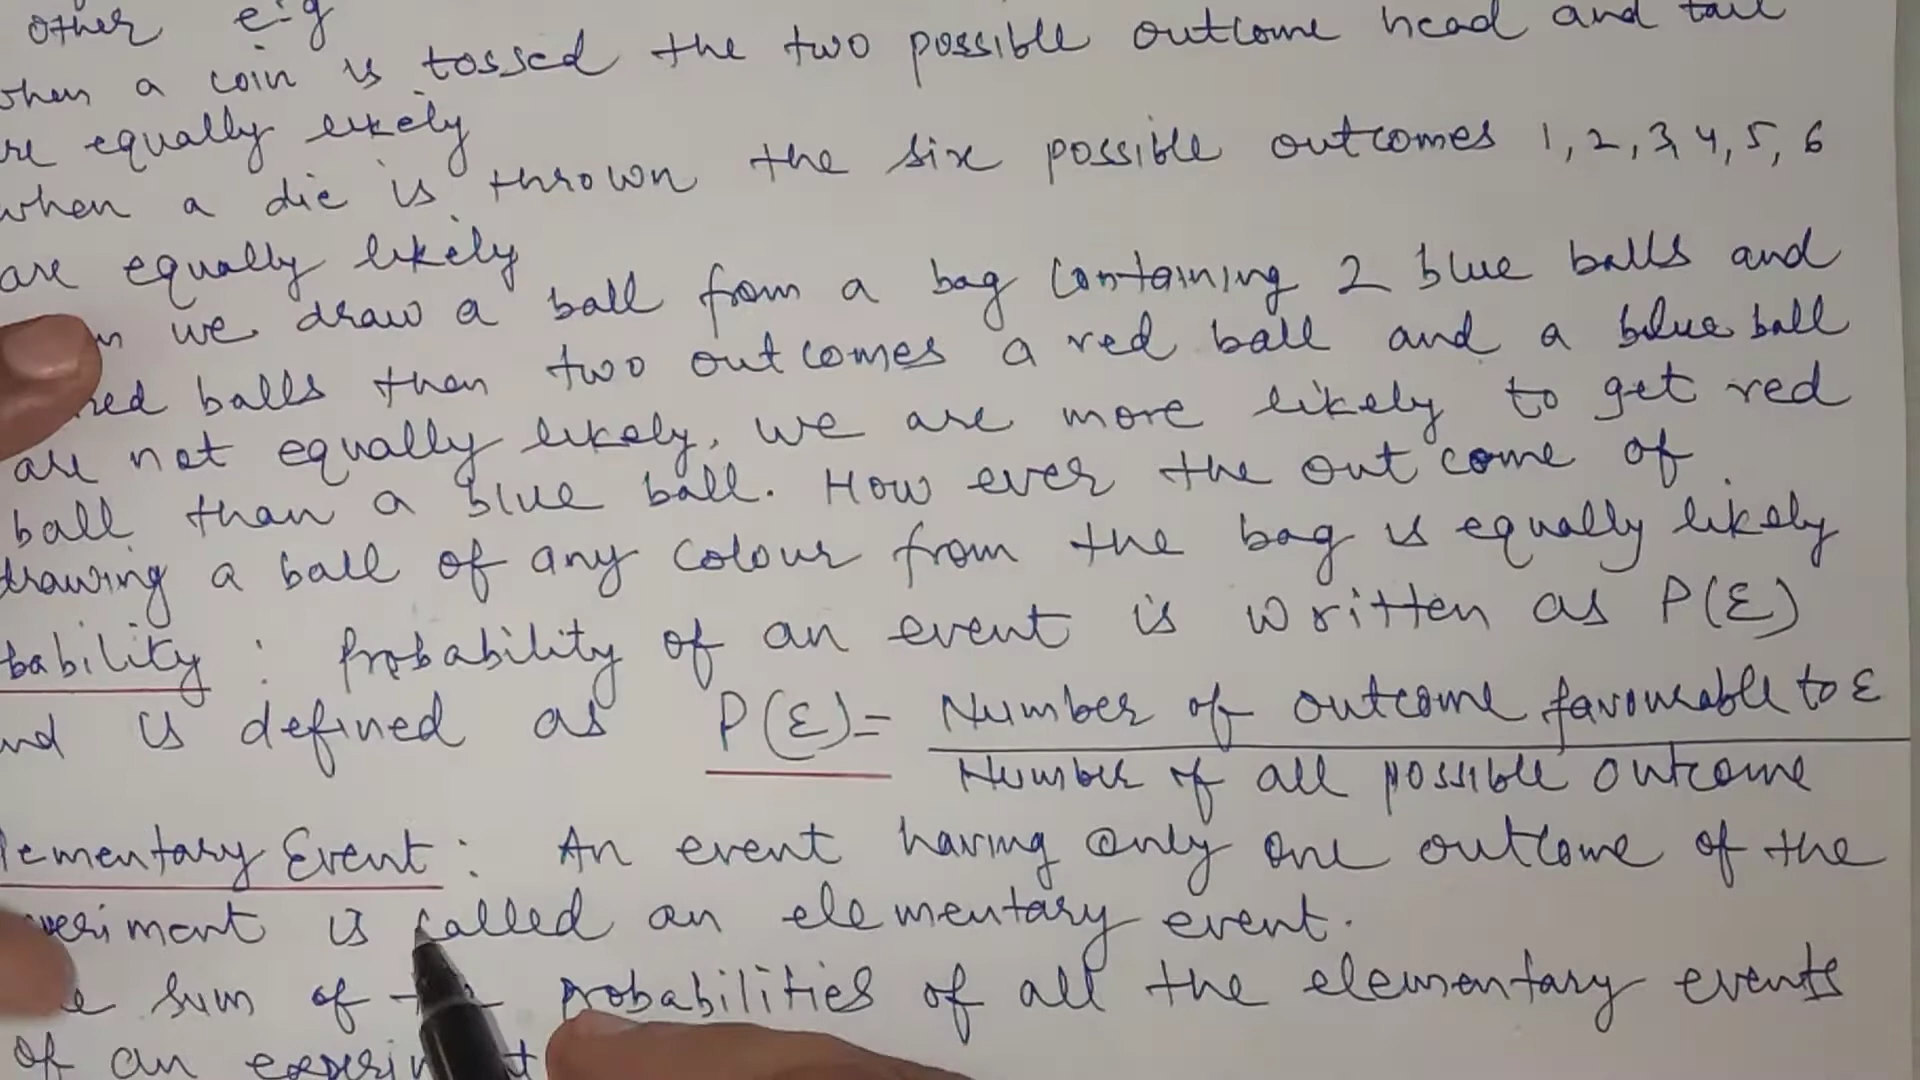 other e-g
when a coin is tossed the two possible outcome head and tail
re equally likely
when a die is thrown the six possible outcomes 1, 2, 3, 4, 5, 6
are equally likely
n we draw a ball from a bag containing 2 blue balls and
red balls then two outcomes a red ball and a blue ball
are not equally likely. we are more likely to get red
ball than a blue ball. How ever the out come of
drawing a ball of any colour from the bag is equally likely
bability : Probability of an event is written as P(E)
nd is defined as P(E) = Number of outcome favourable to E
Number of all possible outcome
lementary Event : An event having only one outcome of the
periment is called an elementary event.
e sum of the probabilities of all the elementary events
of an experiment